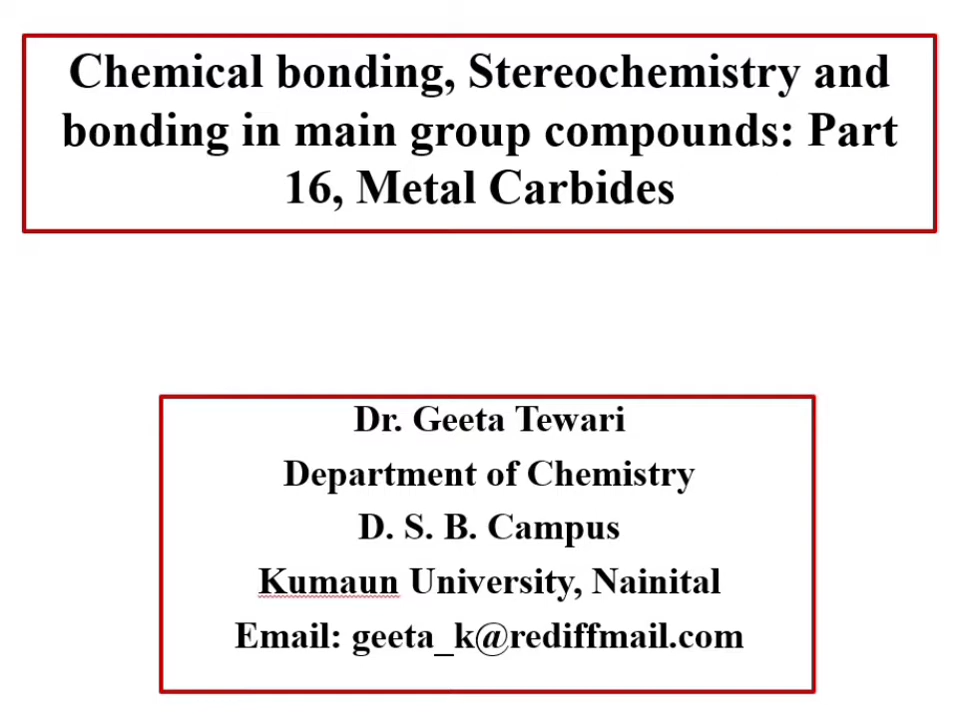 Chemical bonding, Stereochemistry and
bonding in main group compounds: Part
16, Metal Carbides
Dr. Geeta Tewari
Department of Chemistry
D. S. B. Campus
Kumaun University, Nainital
Email: geeta_k@rediffmail.com